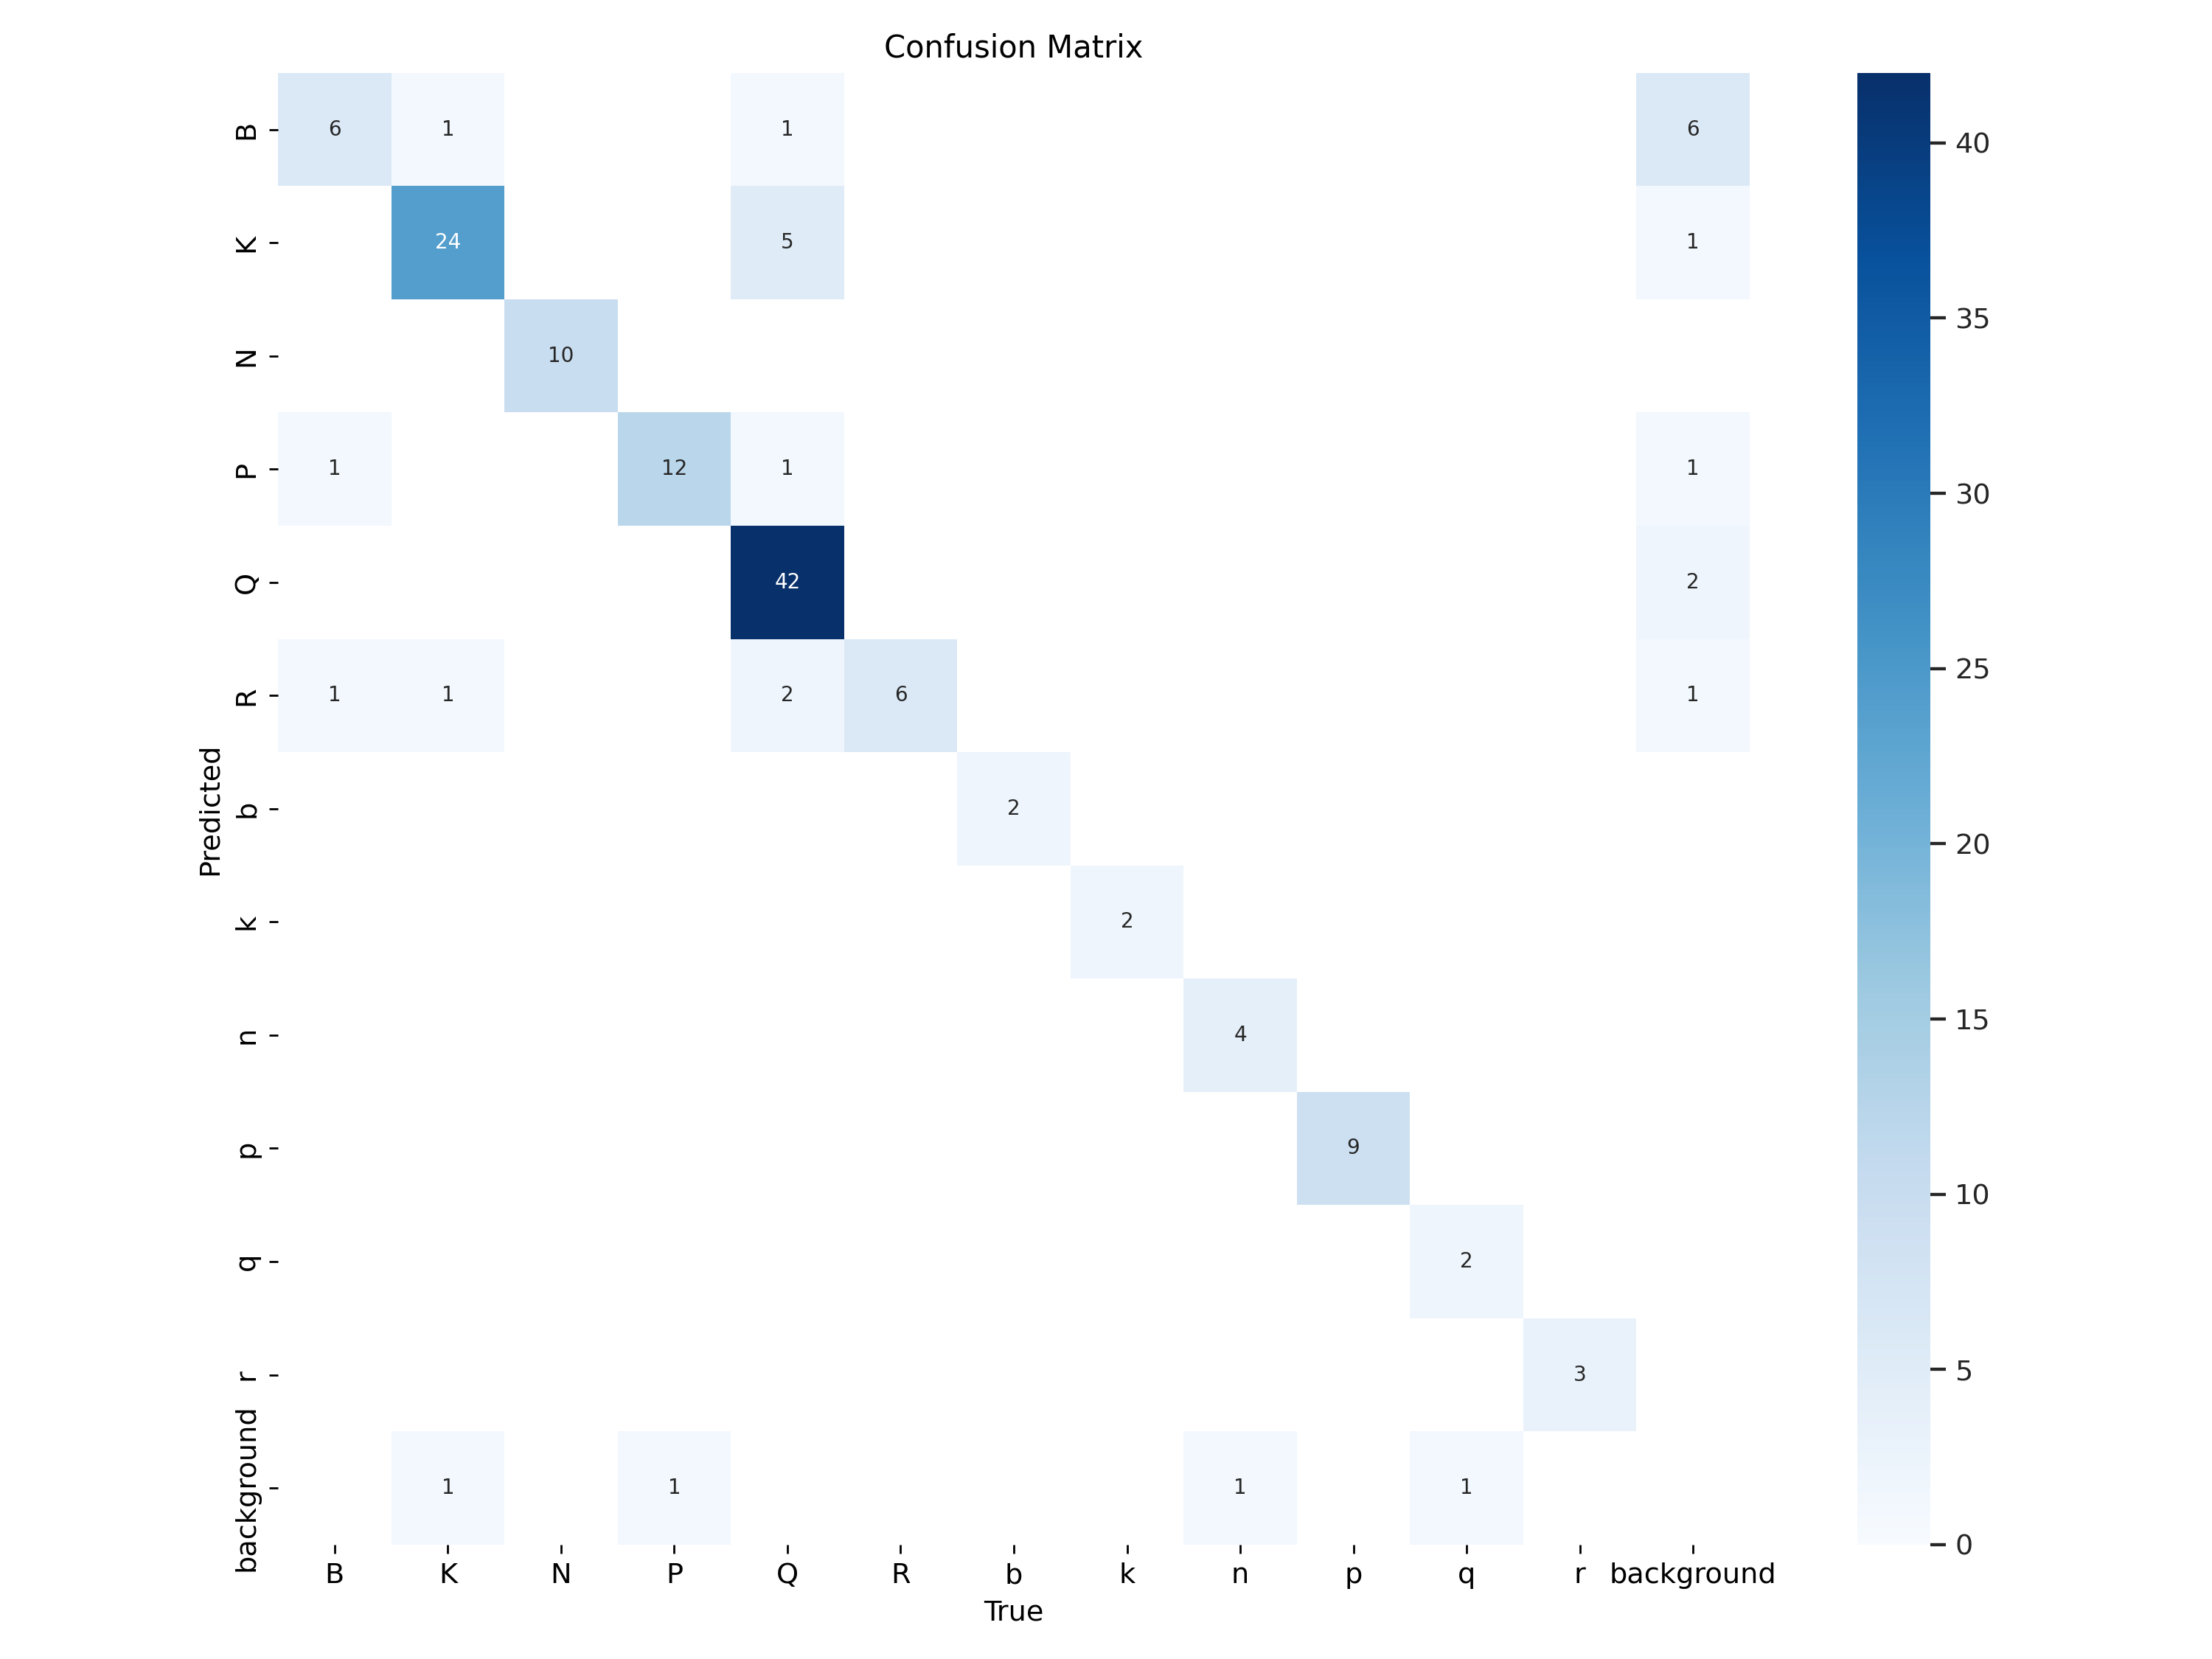 Confusion Matrix
B 6 1 1 6
K 24 5 1
N 10
P 1 12 1 1
Q 42 2
R 1 1 2 6 1
b 2
k 2
n 4
p 9
q 2
r 3
background 1 1 1 1
B K N P Q R b k n p q r background
True
Predicted
40
35
30
25
20
15
10
5
0